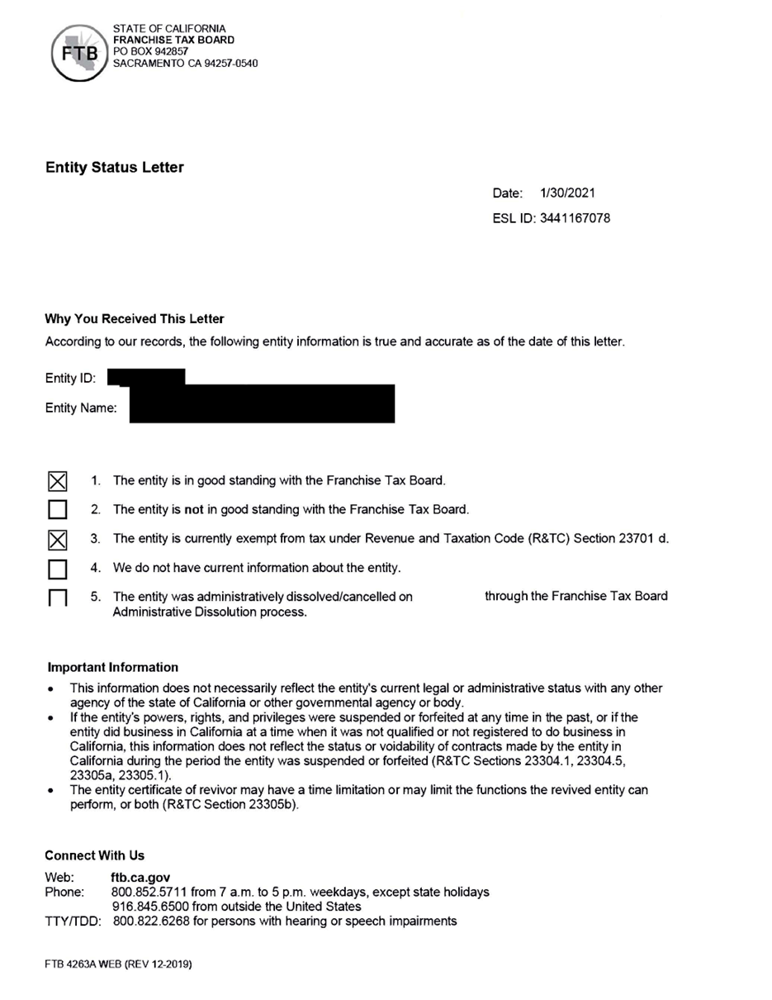 FTB
STATE OF CALIFORNIA
FRANCHISE TAX BOARD
PO BOX 942857
SACRAMENTO CA 94257-0540
Entity Status Letter
Date: 1/30/2021
ESL ID: 3441167078
Why You Received This Letter
According to our records, the following entity information is true and accurate as of the date of this letter.
Entity ID:
Entity Name:
1. The entity is in good standing with the Franchise Tax Board.
2. The entity is not in good standing with the Franchise Tax Board.
3. The entity is currently exempt from tax under Revenue and Taxation Code (R&TC) Section 23701 d.
4. We do not have current information about the entity.
5. The entity was administratively dissolved/cancelled on through the Franchise Tax Board
Administrative Dissolution process.
Important Information
• This information does not necessarily reflect the entity's current legal or administrative status with any other
agency of the state of California or other governmental agency or body.
• If the entity's powers, rights, and privileges were suspended or forfeited at any time in the past, or if the
entity did business in California at a time when it was not qualified or not registered to do business in
California, this information does not reflect the status or voidability of contracts made by the entity in
California during the period the entity was suspended or forfeited (R&TC Sections 23304.1, 23304.5,
23305a, 23305.1).
• The entity certificate of revivor may have a time limitation or may limit the functions the revived entity can
perform, or both (R&TC Section 23305b).
Connect With Us
Web: ftb.ca.gov
Phone: 800.852.5711 from 7 a.m. to 5 p.m. weekdays, except state holidays
916.845.6500 from outside the United States
TTY/TDD: 800.822.6268 for persons with hearing or speech impairments
FTB 4263A WEB (REV 12-2019)